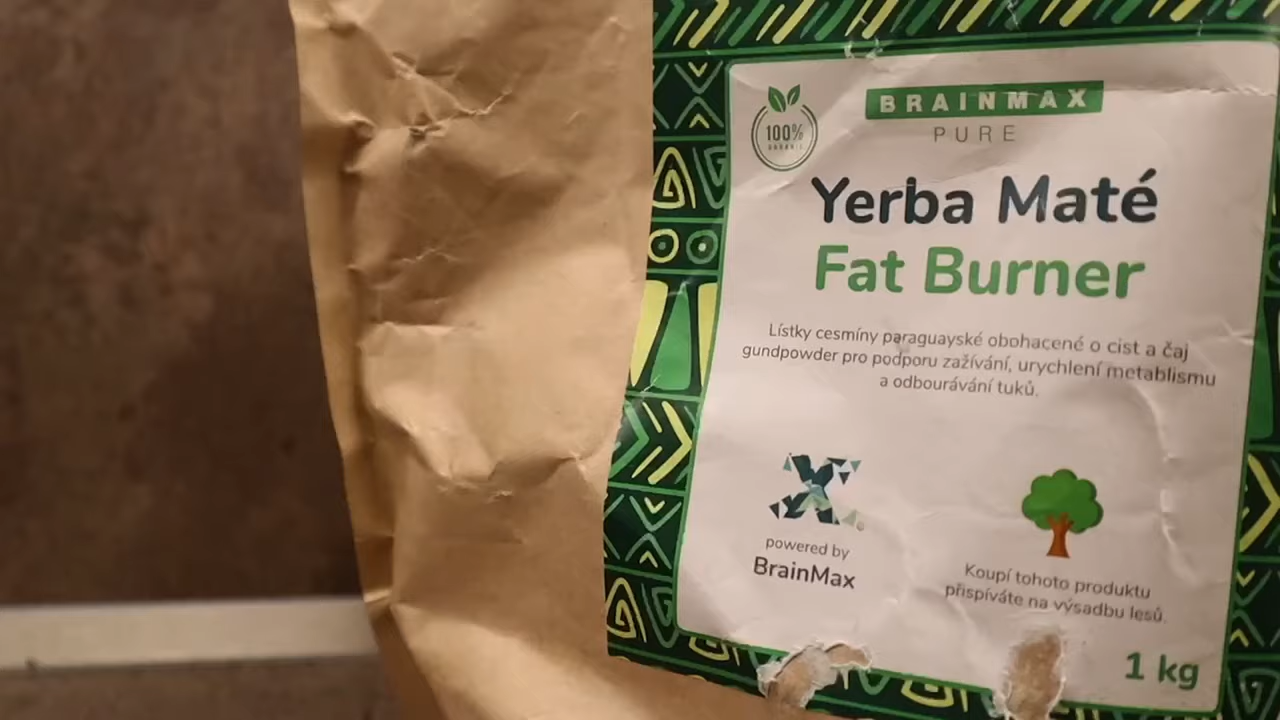 BRAINMAX
PURE
100%
Yerba Maté
Fat Burner
Lístky cesmíny paraguayské obohacené o cist a čaj
gundpowder pro podporu zažívání, urychlení metablismu
a odbourávání tuků.
powered by
BrainMax
Koupí tohoto produktu
přispíváte na výsadbu lesů.
1 kg